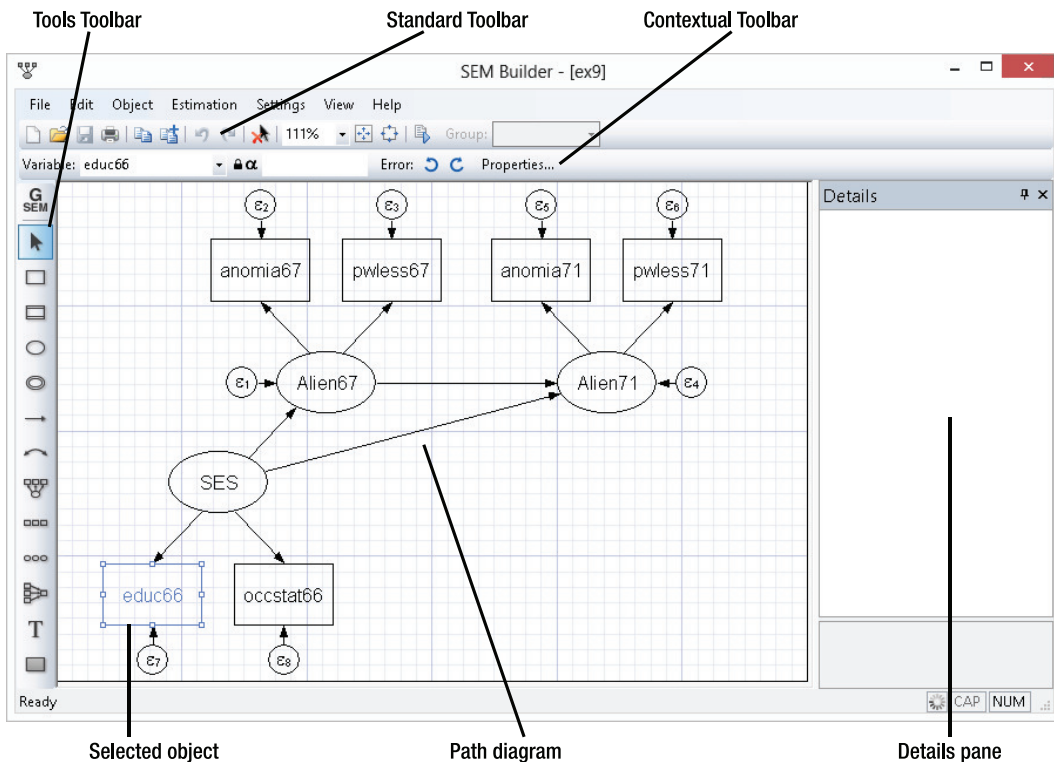 Tools Toolbar Standard Toolbar Contextual Toolbar
SEM Builder - [ex9]
File Edit Object Estimation Settings View Help
111% Group:
Variable: educ66 α Error: Properties...
G
SEM
Details
ε2 ε3 ε5 ε6
anomia67 pwless67 anomia71 pwless71
ε1 Alien67 Alien71 ε4
SES
educ66 occstat66
T
ε7 ε8
Ready CAP NUM
Selected object Path diagram Details pane